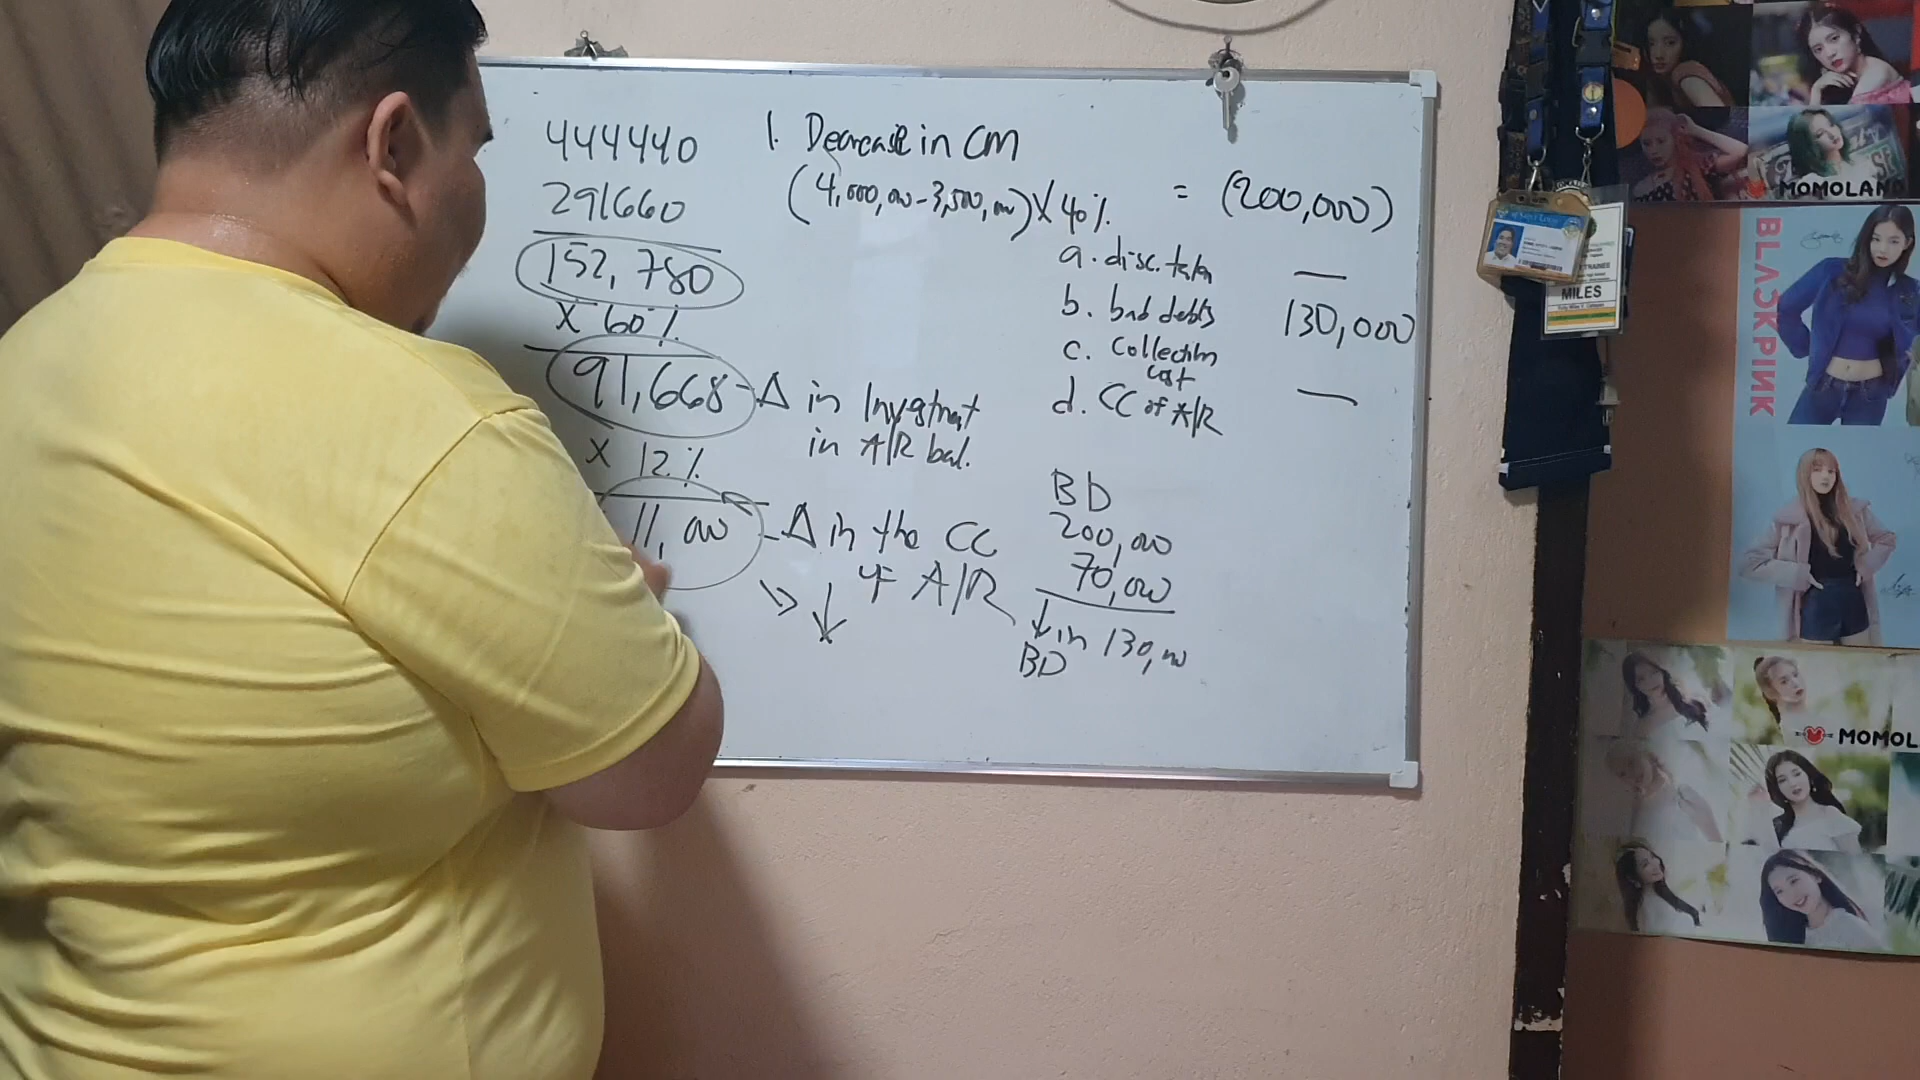 444440
291660
152,780
X 60%
91,668 - Δ in Investment
in A/R bal.
X 12%
11,000 - Δ in the CC
of A/R
1. Decrease in CM
(4,000,000 - 3,500,000) X 40% = (200,000)
a. disc. taken —
b. bad debts 130,000
c. Collection
cost
d. CC of A/R —
BD
200,000
70,000
↓ in 130,000
BD
MILES
MOMOLAND
BLACKPINK
MOMOL